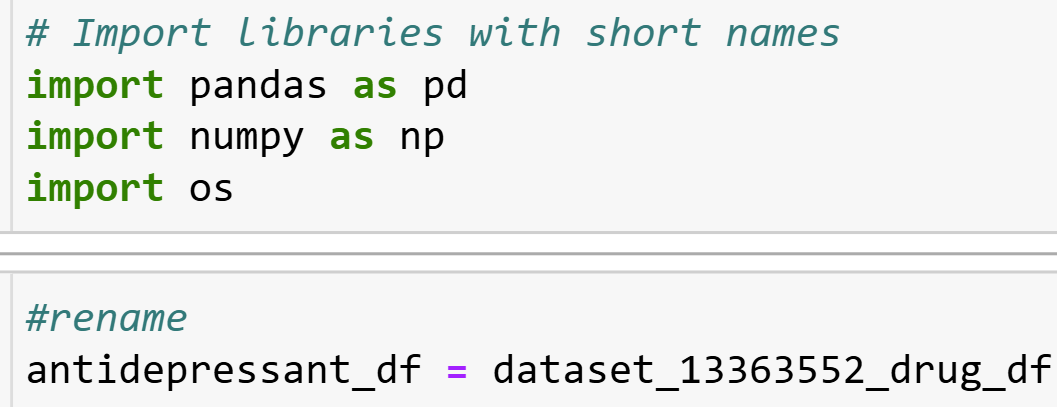 # Import libraries with short names
import pandas as pd
import numpy as np
import os
#rename
antidepressant_df = dataset_13363552_drug_df